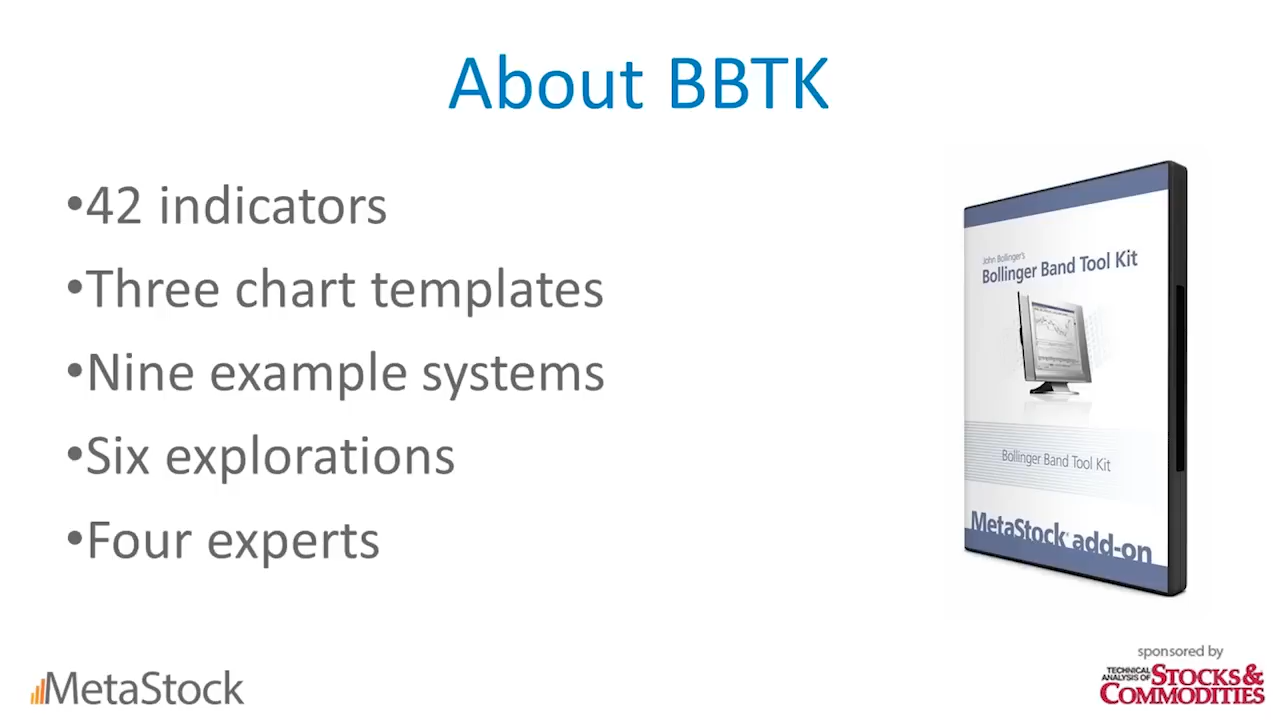 About BBTK
•42 indicators
•Three chart templates
•Nine example systems
•Six explorations
•Four experts
John Bollinger's
Bollinger Band Tool Kit
Bollinger Band Tool Kit
MetaStock® add-on
MetaStock
sponsored by
TECHNICAL
ANALYSIS OF
STOCKS &
COMMODITIES